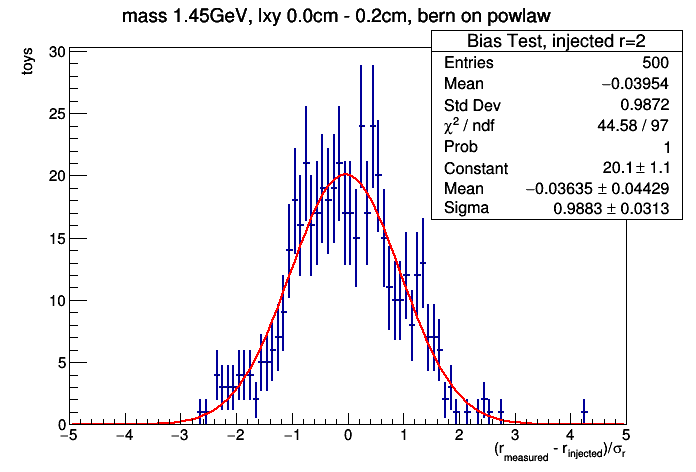 mass 1.45GeV, lxy 0.0cm - 0.2cm, bern on powlaw
Bias Test, injected r=2
Entries 500
Mean −0.03954
Std Dev 0.9872
χ² / ndf 44.58 / 97
Prob 1
Constant 20.1 ± 1.1
Mean −0.03635 ± 0.04429
Sigma 0.9883 ± 0.0313
toys
30
25
20
15
10
5
0
−5 −4 −3 −2 −1 0 1 2 3 4 5
(r_measured - r_injected)/σ_r